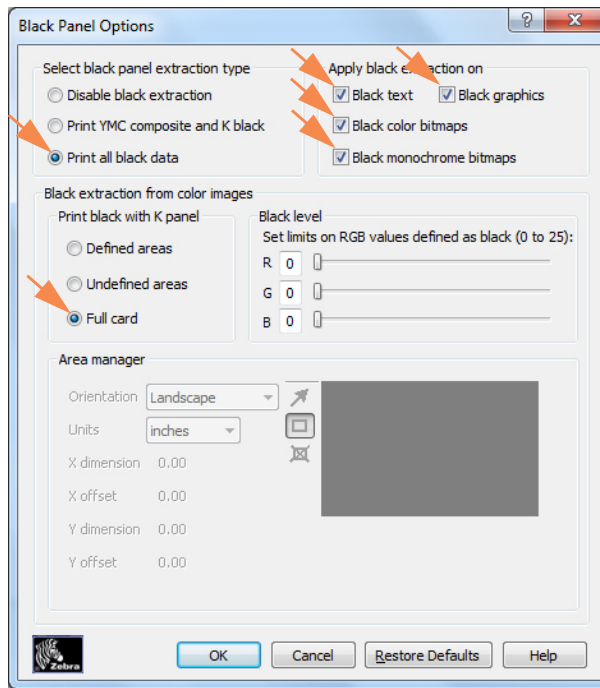 Black Panel Options
Select black panel extraction type
Disable black extraction
Print YMC composite and K black
Print all black data
Apply black extraction on
Black text
Black graphics
Black color bitmaps
Black monochrome bitmaps
Black extraction from color images
Print black with K panel
Defined areas
Undefined areas
Full card
Black level
Set limits on RGB values defined as black (0 to 25):
R 0
G 0
B 0
Area manager
Orientation Landscape
Units inches
X dimension 0.00
X offset 0.00
Y dimension 0.00
Y offset 0.00
Zebra
OK Cancel Restore Defaults Help